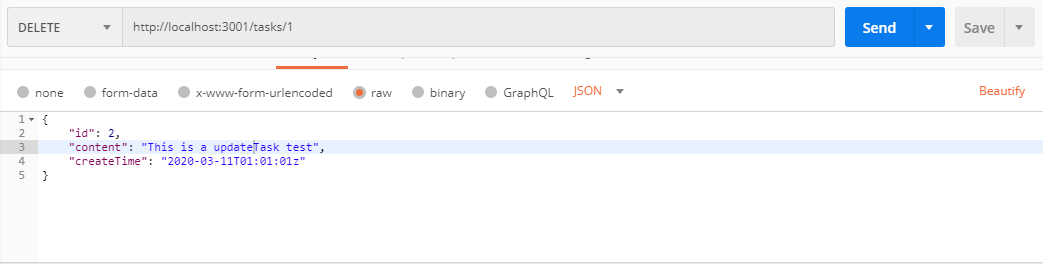 DELETE http://localhost:3001/tasks/1 Send Save
none form-data x-www-form-urlencoded raw binary GraphQL JSON Beautify
1 {
2 "id": 2,
3 "content": "This is a updateTask test",
4 "createTime": "2020-03-11T01:01:01z"
5 }